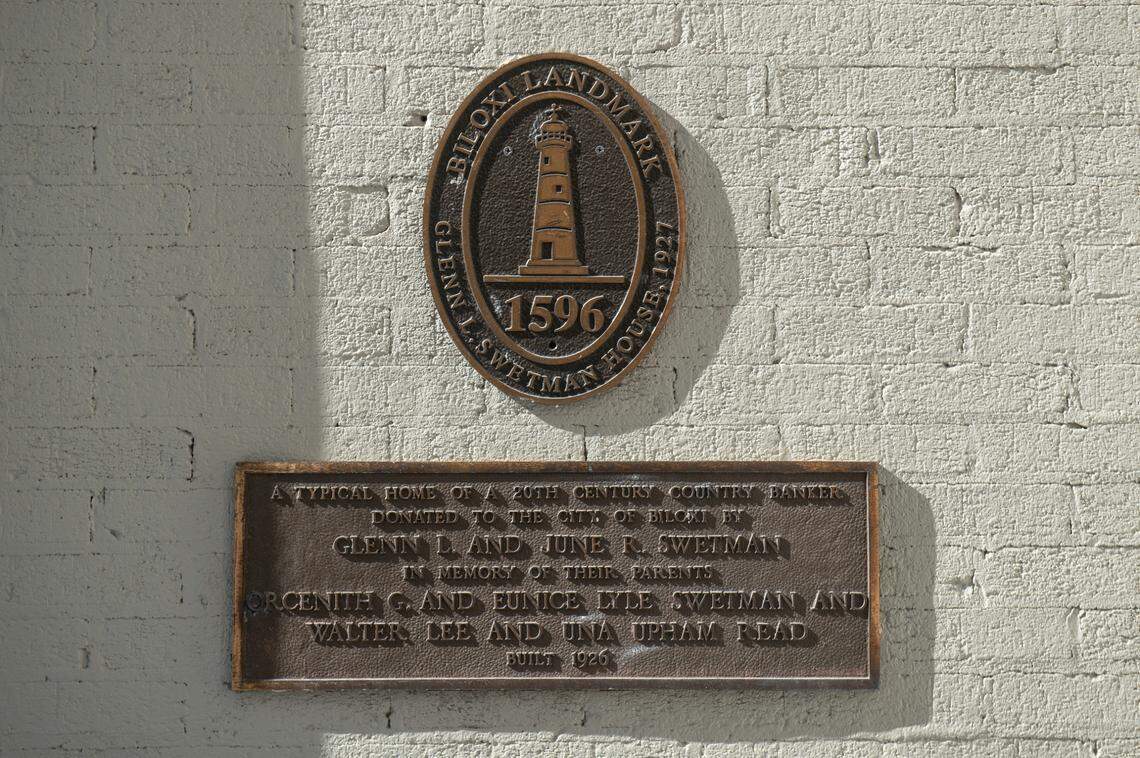 BILOXI LANDMARK
1596
GLENN L. SWETMAN HOUSE, 1927
A TYPICAL HOME OF A 20TH CENTURY COUNTRY BANKER
DONATED TO THE CITY OF BILOXI BY
GLENN L. AND JUNE R. SWETMAN
IN MEMORY OF THEIR PARENTS
ORCENITH G. AND EUNICE LYLE SWETMAN AND
WALTER LEE AND UNA UPHAM READ
BUILT 1926